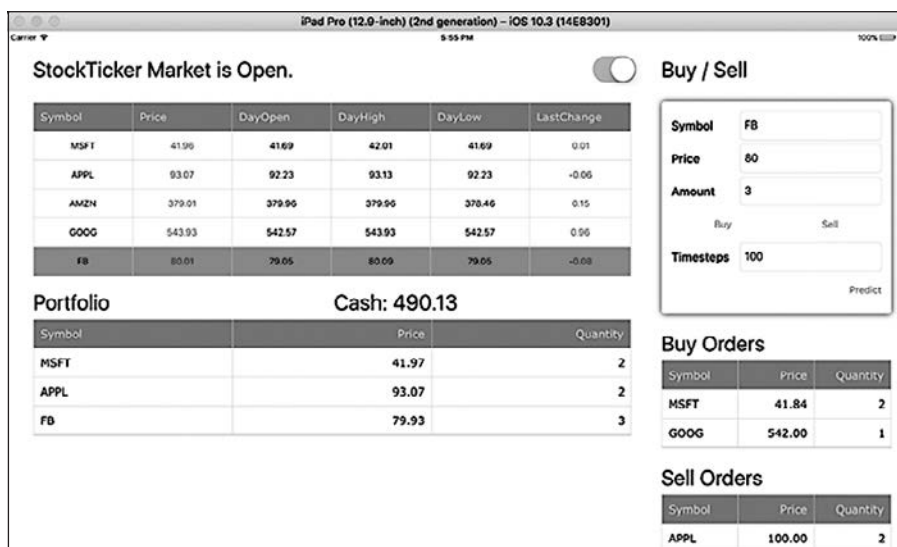 iPad Pro (12.9-inch) (2nd generation) – iOS 10.3 (14E8301)
Carrier
5:55 PM
100%
StockTicker Market is Open.
Symbol Price DayOpen DayHigh DayLow LastChange
MSFT 41.96 41.69 42.01 41.69 0.01
APPL 93.07 92.23 93.13 92.23 -0.06
AMZN 379.01 379.96 379.96 378.46 0.15
GOOG 543.93 542.57 543.93 542.57 0.96
FB 80.01 79.05 80.09 79.05 -0.08
Portfolio
Cash: 490.13
Symbol Price Quantity
MSFT 41.97 2
APPL 93.07 2
FB 79.93 3
Buy / Sell
Symbol FB
Price 80
Amount 3
Buy Sell
Timesteps 100
Predict
Buy Orders
Symbol Price Quantity
MSFT 41.84 2
GOOG 542.00 1
Sell Orders
Symbol Price Quantity
APPL 100.00 2